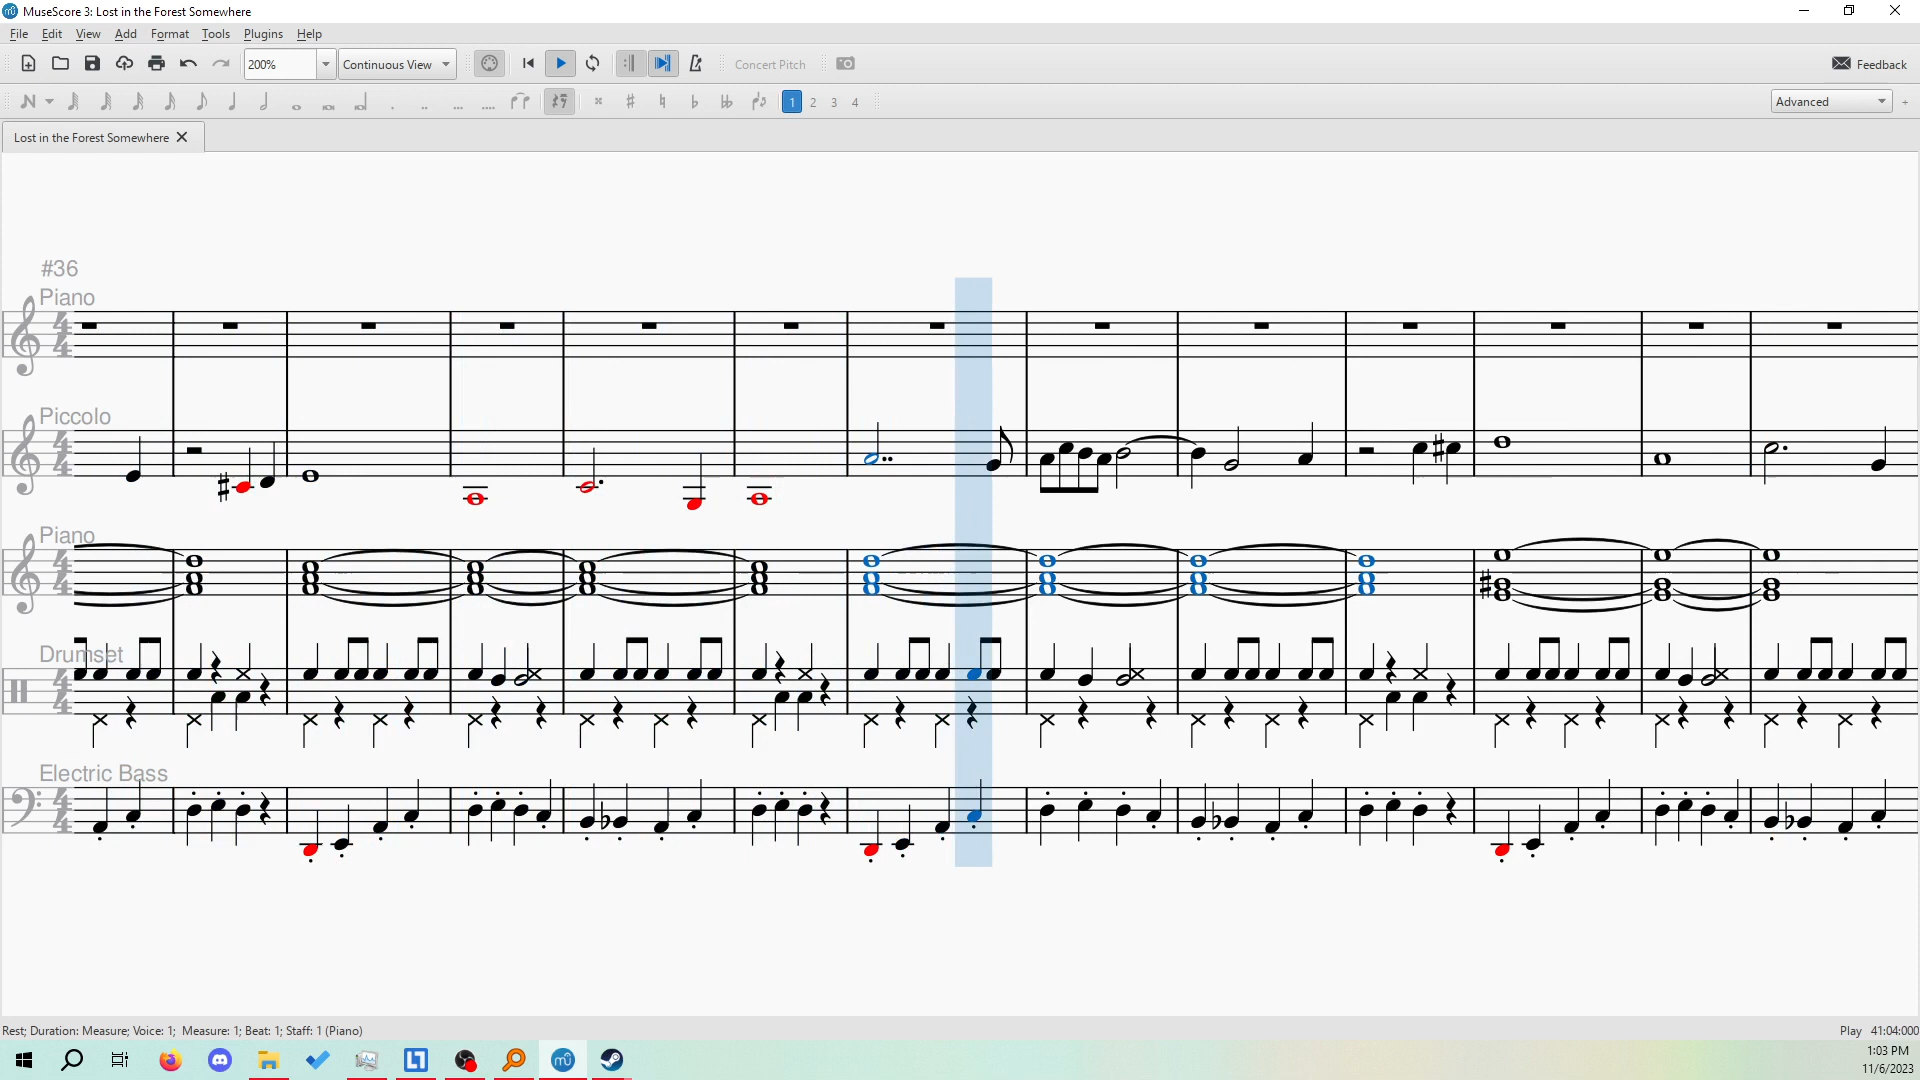 MuseScore 3: Lost in the Forest Somewhere
File Edit View Add Format Tools Plugins Help
200% Continuous View Concert Pitch Feedback
1 2 3 4 Advanced
Lost in the Forest Somewhere
#36
Piano
Piccolo
Piano
Drumset
Electric Bass
Rest; Duration: Measure; Voice: 1; Measure: 1; Beat: 1; Staff: 1 (Piano)
Play 41:04:000
1:03 PM
11/6/2023